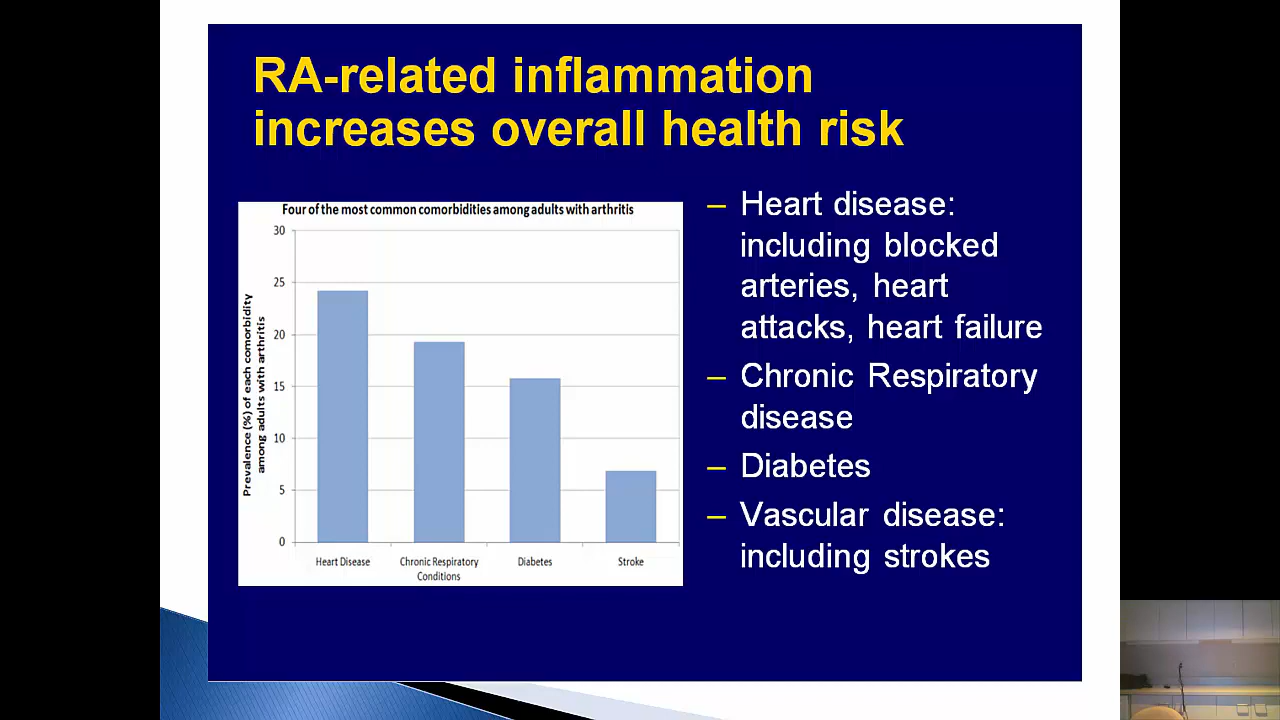 RA-related inflammation
increases overall health risk
Four of the most common comorbidities among adults with arthritis
30
25
20
15
10
5
0
Prevalence (%) of each comorbidity
among adults with arthritis
Heart Disease
Chronic Respiratory
Conditions
Diabetes
Stroke
– Heart disease:
including blocked
arteries, heart
attacks, heart failure
– Chronic Respiratory
disease
– Diabetes
– Vascular disease:
including strokes